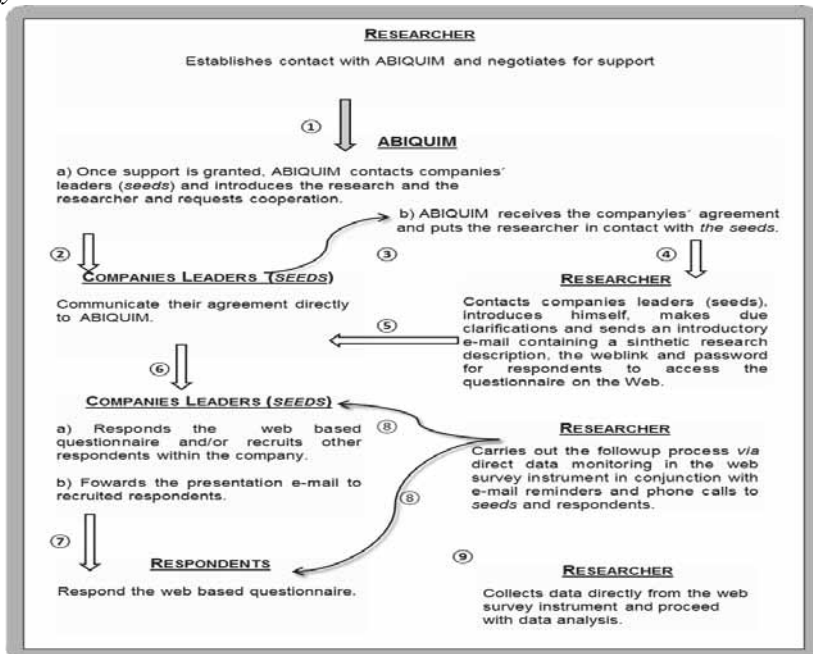 RESEARCHER
Establishes contact with ABIQUIM and negotiates for support
①
ABIQUIM
a) Once support is granted, ABIQUIM contacts companies´
leaders (seeds) and introduces the research and the
researcher and requests cooperation.
b) ABIQUIM receives the companyies´ agreement
and puts the researcher in contact with the seeds.
②
③
④
COMPANIES LEADERS (SEEDS)
Communicate their agreement directly
to ABIQUIM.
RESEARCHER
Contacts companies leaders (seeds),
introduces himself, makes due
clarifications and sends an introductory
e-mail containing a sinthetic research
description, the weblink and password
for respondents to access the
questionnaire on the Web.
⑤
⑥
COMPANIES LEADERS (SEEDS)
a) Responds the web based
questionnaire and/or recruits other
respondents within the company.
b) Fowards the presentation e-mail to
recruited respondents.
⑧
⑧
RESEARCHER
Carries out the followup process via
direct data monitoring in the web
survey instrument in conjunction with
e-mail reminders and phone calls to
seeds and respondents.
⑦
RESPONDENTS
Respond the web based questionnaire.
⑨
RESEARCHER
Collects data directly from the web
survey instrument and proceed
with data analysis.